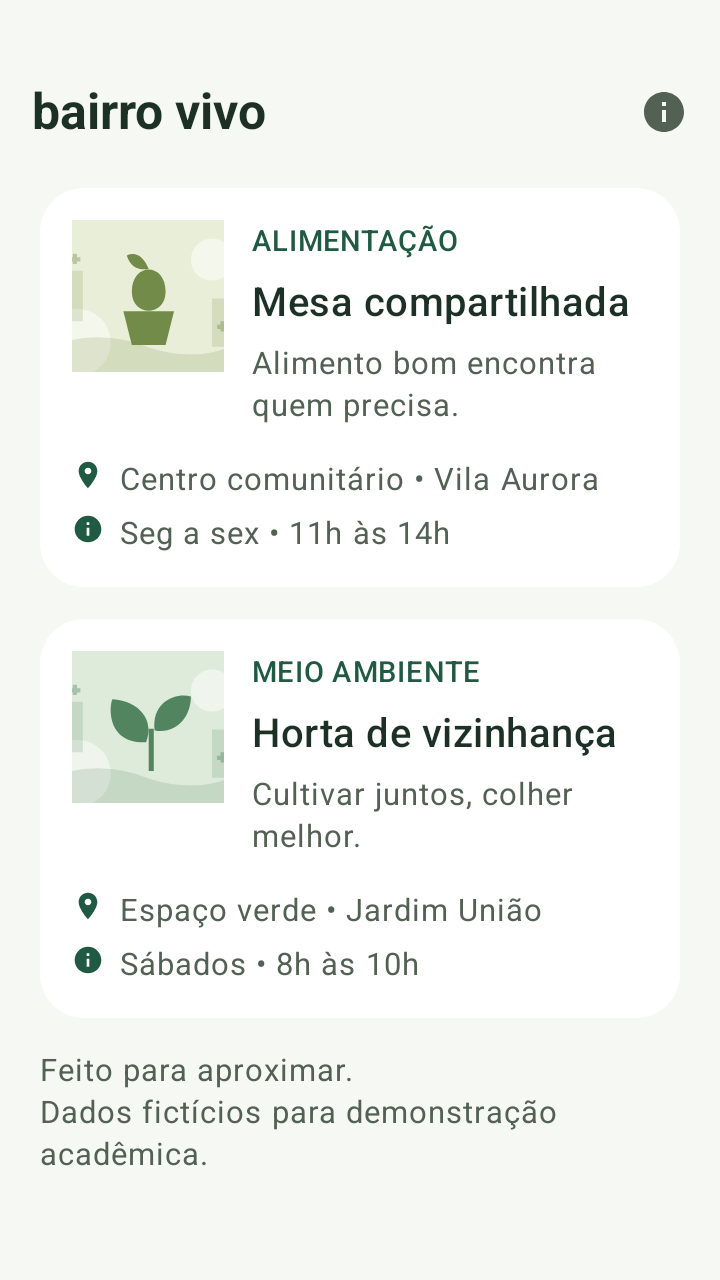 bairro vivo
ALIMENTAÇÃO
Mesa compartilhada
Alimento bom encontra
quem precisa.
Centro comunitário • Vila Aurora
Seg a sex • 11h às 14h
MEIO AMBIENTE
Horta de vizinhança
Cultivar juntos, colher
melhor.
Espaço verde • Jardim União
Sábados • 8h às 10h
Feito para aproximar.
Dados fictícios para demonstração
acadêmica.